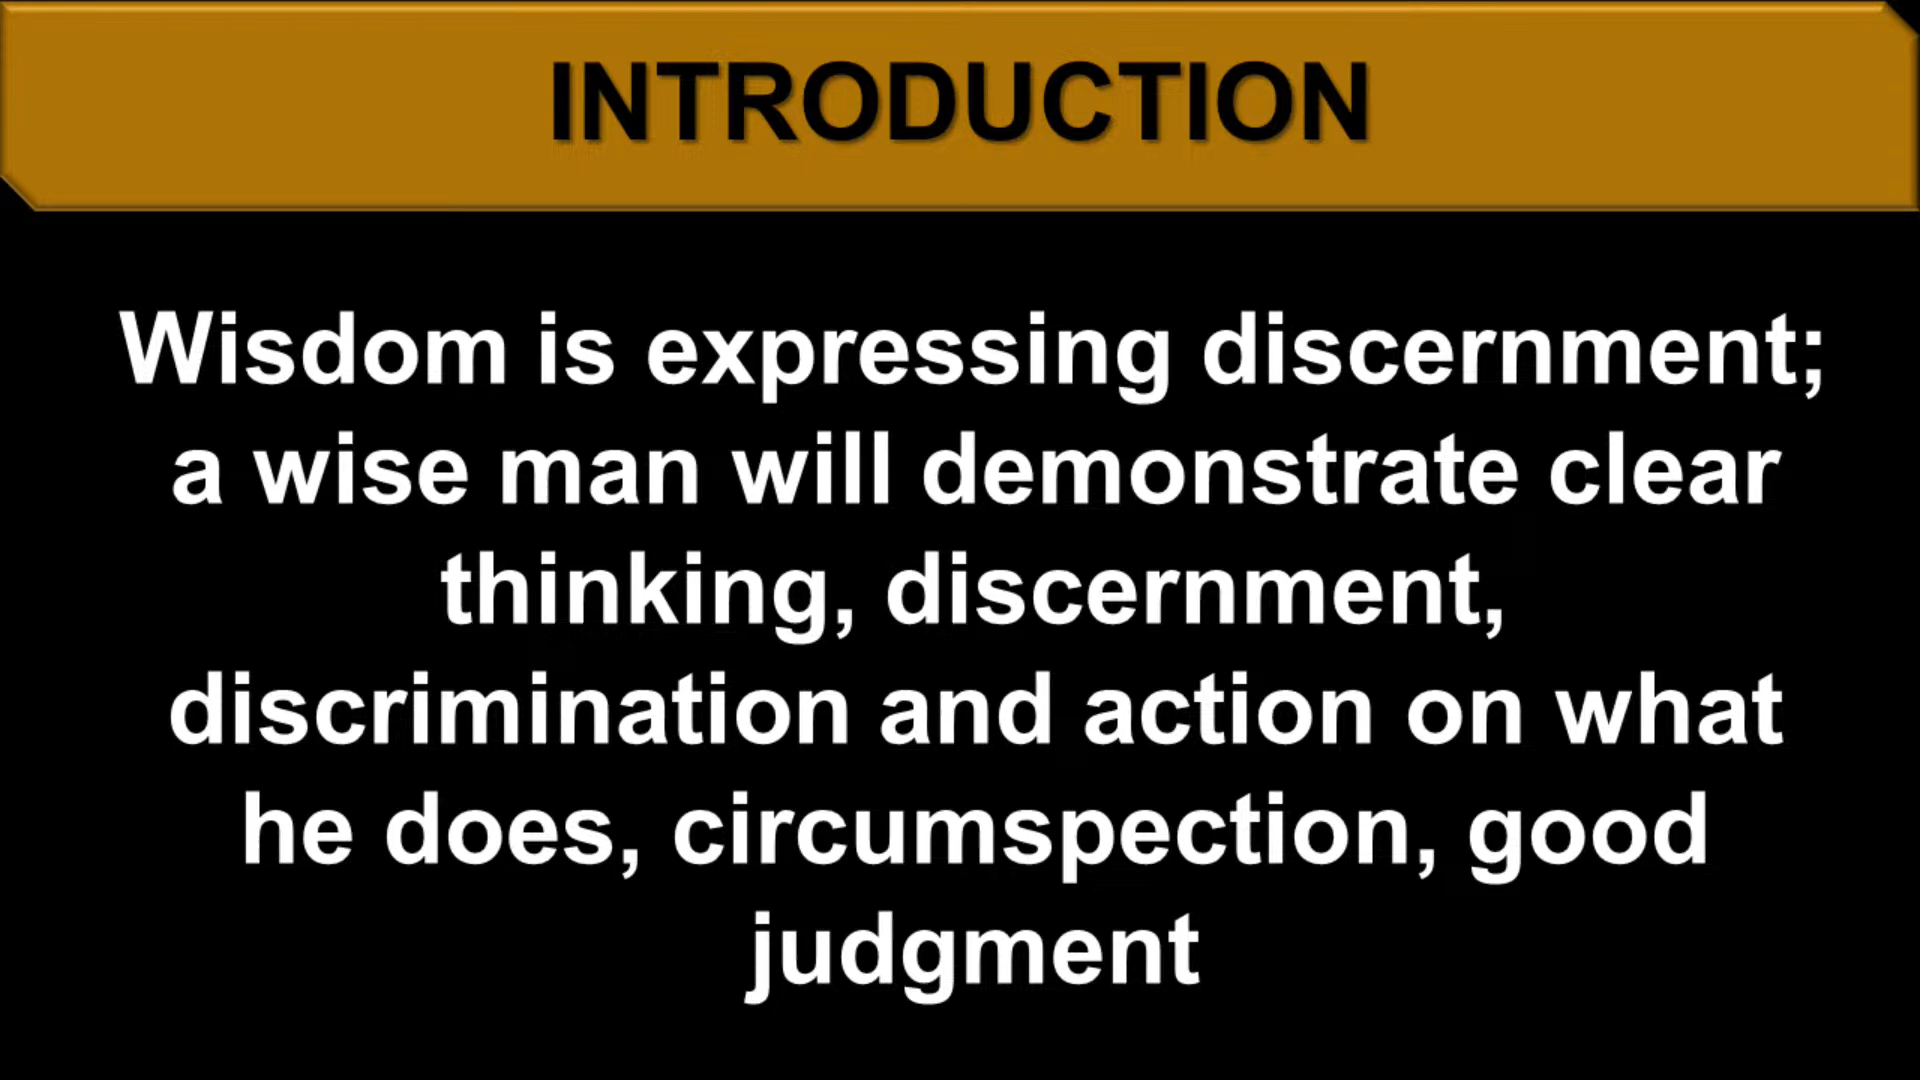 INTRODUCTION
Wisdom is expressing discernment;
a wise man will demonstrate clear
thinking, discernment,
discrimination and action on what
he does, circumspection, good
judgment